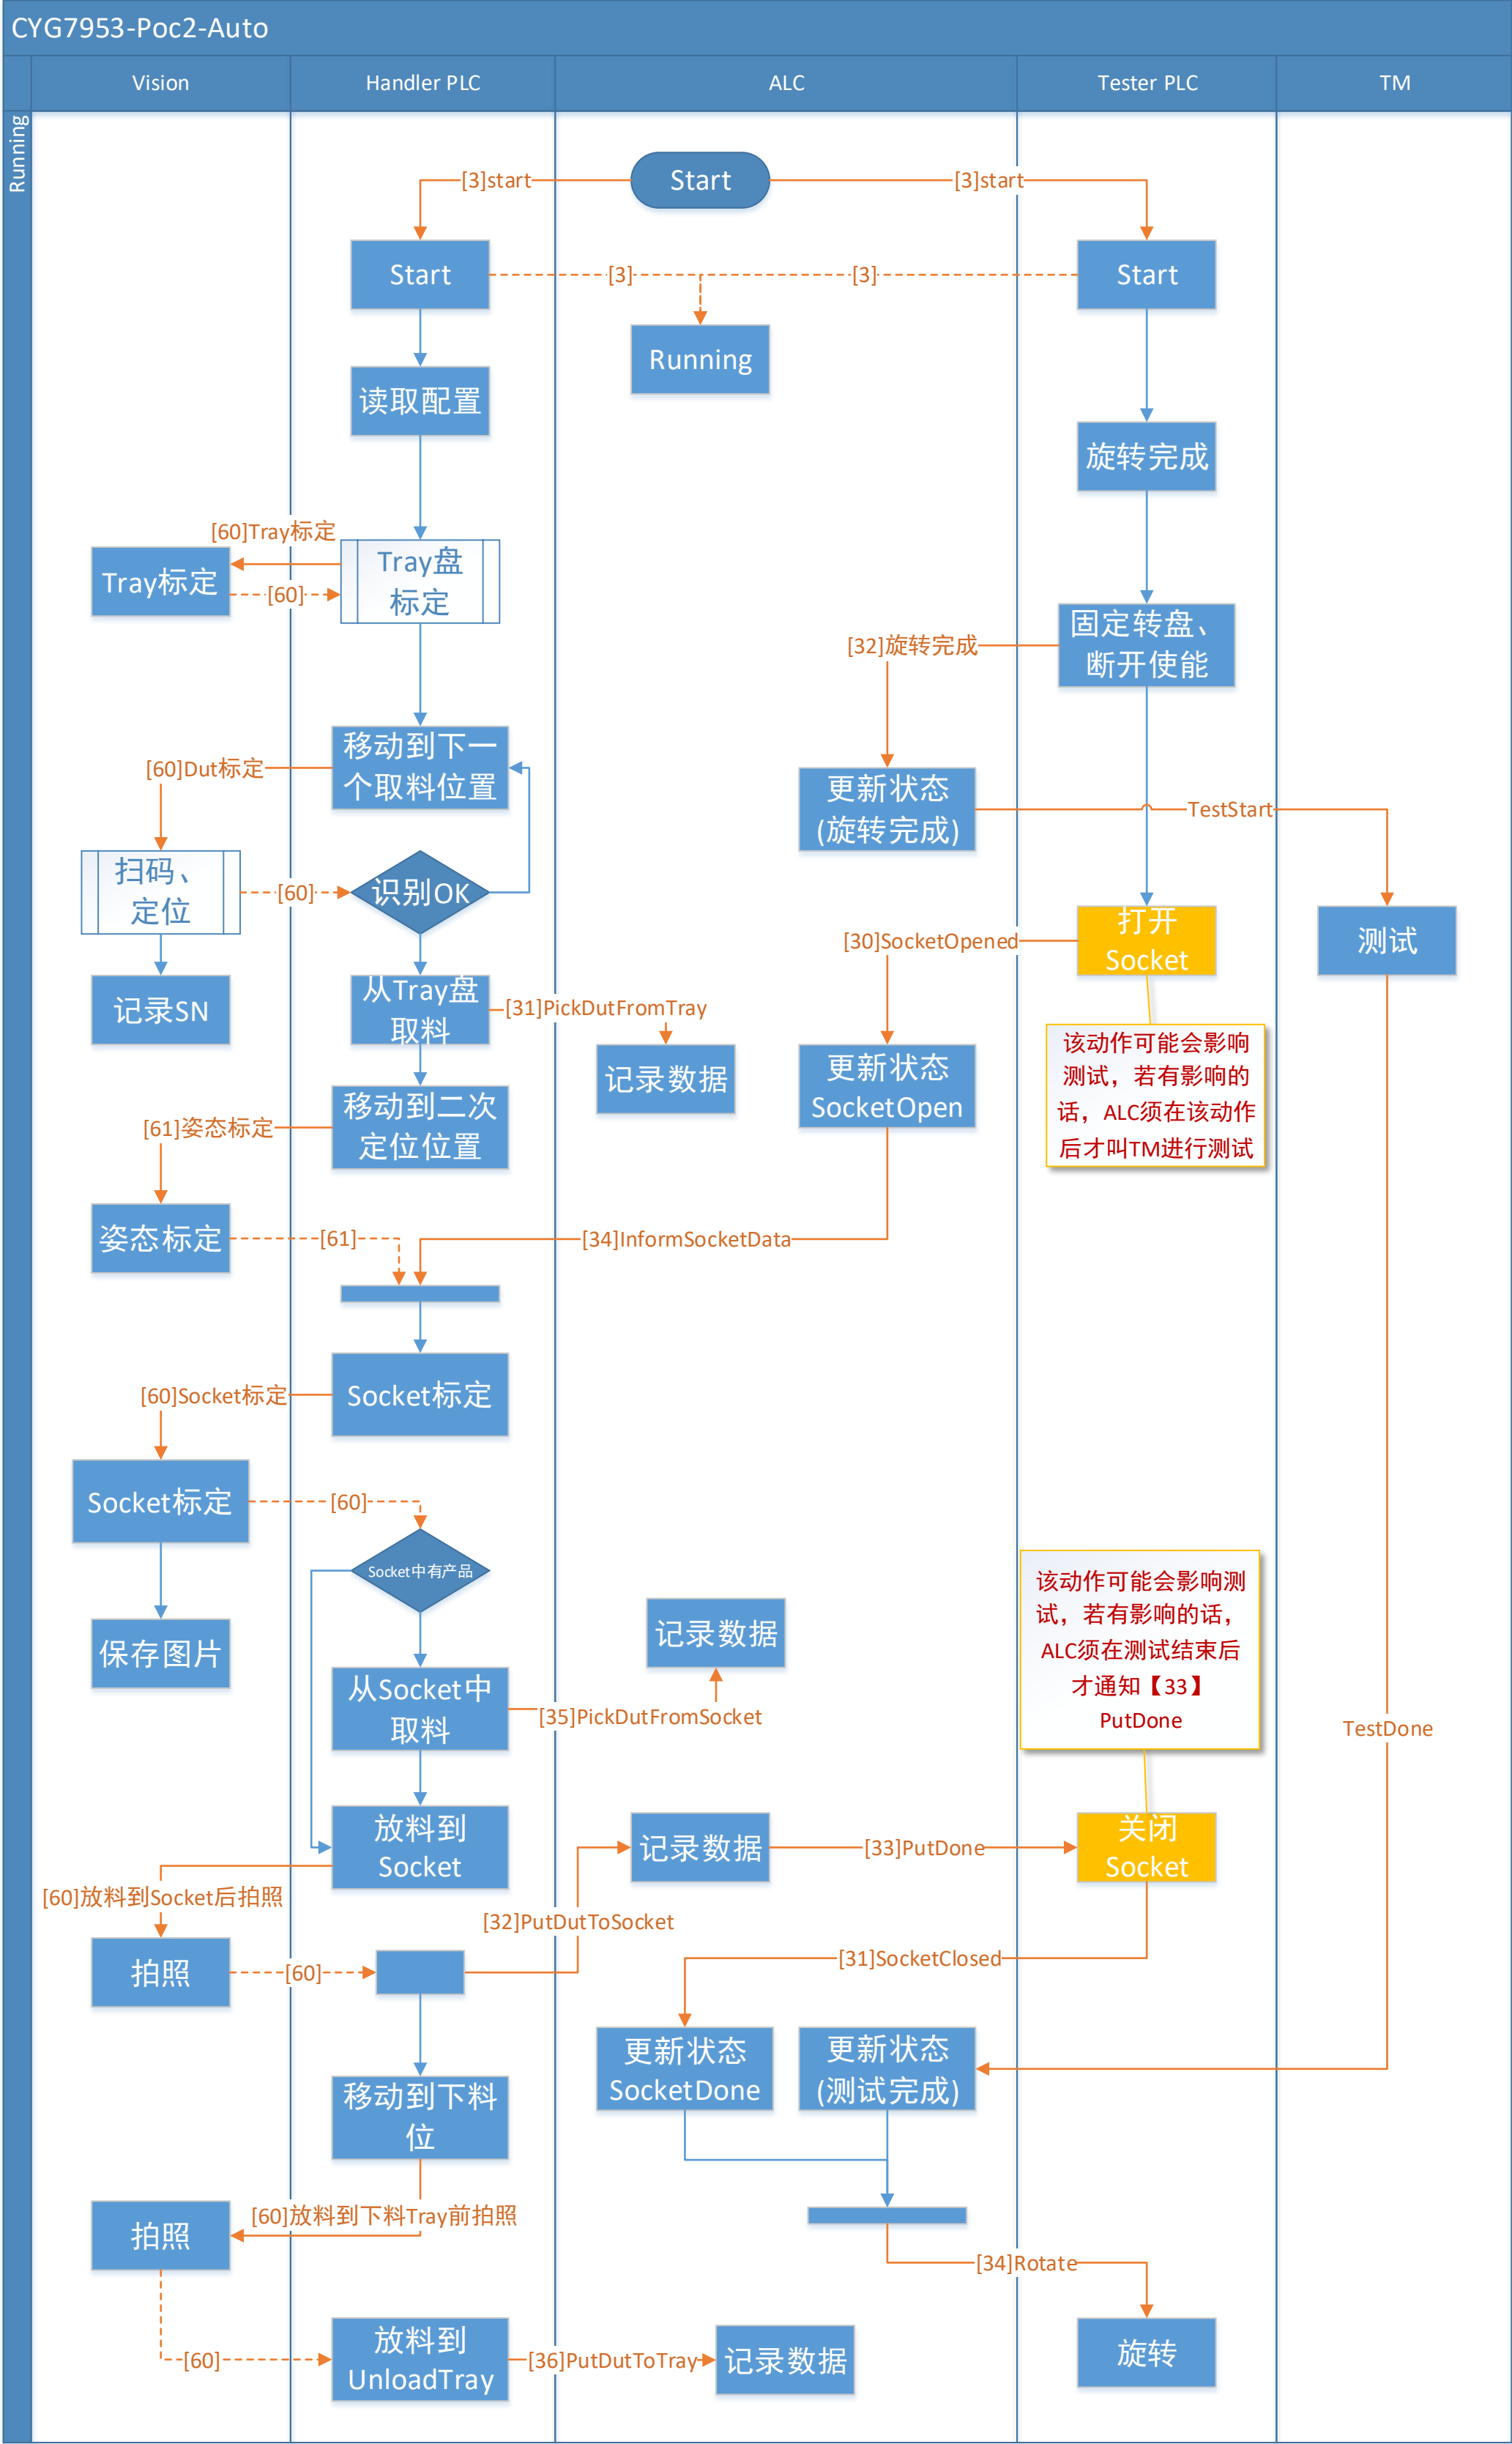 CYG7953-Poc2-Auto
Vision
Handler PLC
ALC
Tester PLC
TM
Running
Start
[3]start
[3]start
Start
[3]
[3]
Start
Running
读取配置
旋转完成
[60]Tray标定
Tray标定
[60]
Tray盘
标定
固定转盘、
断开使能
[32]旋转完成
移动到下一
个取料位置
[60]Dut标定
更新状态
(旋转完成)
TestStart
扫码、
定位
[60]
识别OK
打开
Socket
[30]SocketOpened
测试
记录SN
从Tray盘
取料
[31]PickDutFromTray
记录数据
更新状态
SocketOpen
该动作可能会影响
测试，若有影响的
话，ALC须在该动作
后才叫TM进行测试
移动到二次
定位位置
[61]姿态标定
姿态标定
[61]
[34]InformSocketData
Socket标定
[60]Socket标定
Socket标定
[60]
Socket中有产品
保存图片
记录数据
该动作可能会影响测
试，若有影响的话，
ALC须在测试结束后
才通知【33】
PutDone
从Socket中
取料
[35]PickDutFromSocket
TestDone
放料到
Socket
记录数据
[33]PutDone
关闭
Socket
[60]放料到Socket后拍照
[32]PutDutToSocket
拍照
[60]
[31]SocketClosed
更新状态
SocketDone
更新状态
(测试完成)
移动到下料
位
[60]放料到下料Tray前拍照
拍照
[34]Rotate
[60]
放料到
UnloadTray
[36]PutDutToTray
记录数据
旋转